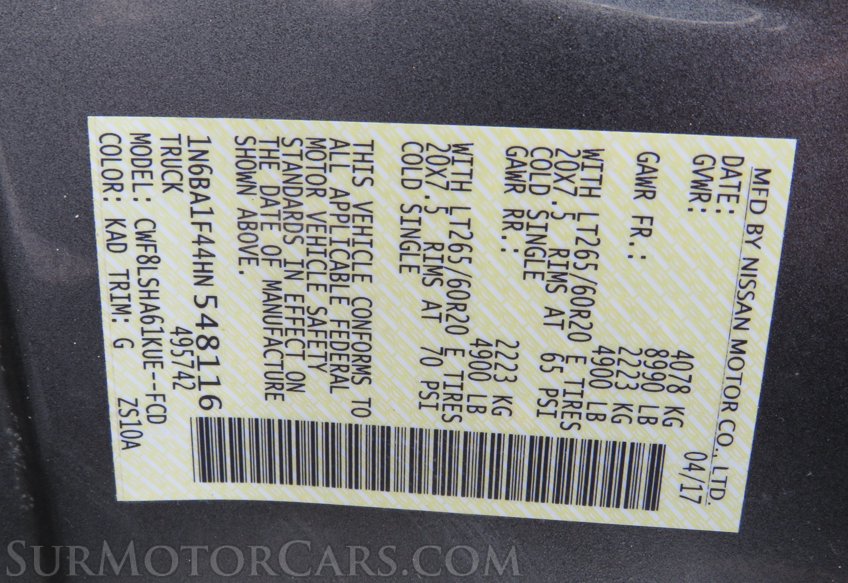 MFD BY NISSAN MOTOR CO., LTD.
DATE: 04/17
GVWR: 4078 KG
8990 LB
GAWR FR.: 2223 KG
4900 LB
WITH LT265/60R20 E TIRES
20X7.5 RIMS AT 65 PSI
COLD SINGLE
GAWR RR.: 2223 KG
4900 LB
WITH LT265/60R20 E TIRES
20X7.5 RIMS AT 70 PSI
COLD SINGLE
THIS VEHICLE CONFORMS TO
ALL APPLICABLE FEDERAL
MOTOR VEHICLE SAFETY
STANDARDS IN EFFECT ON
THE DATE OF MANUFACTURE
SHOWN ABOVE.
1N6BA1F44HN548116
TRUCK 495742
MODEL: CWF8LSHA61KUE--FCD
COLOR: KAD TRIM: G ZS10A
SURMOTORCARS.COM